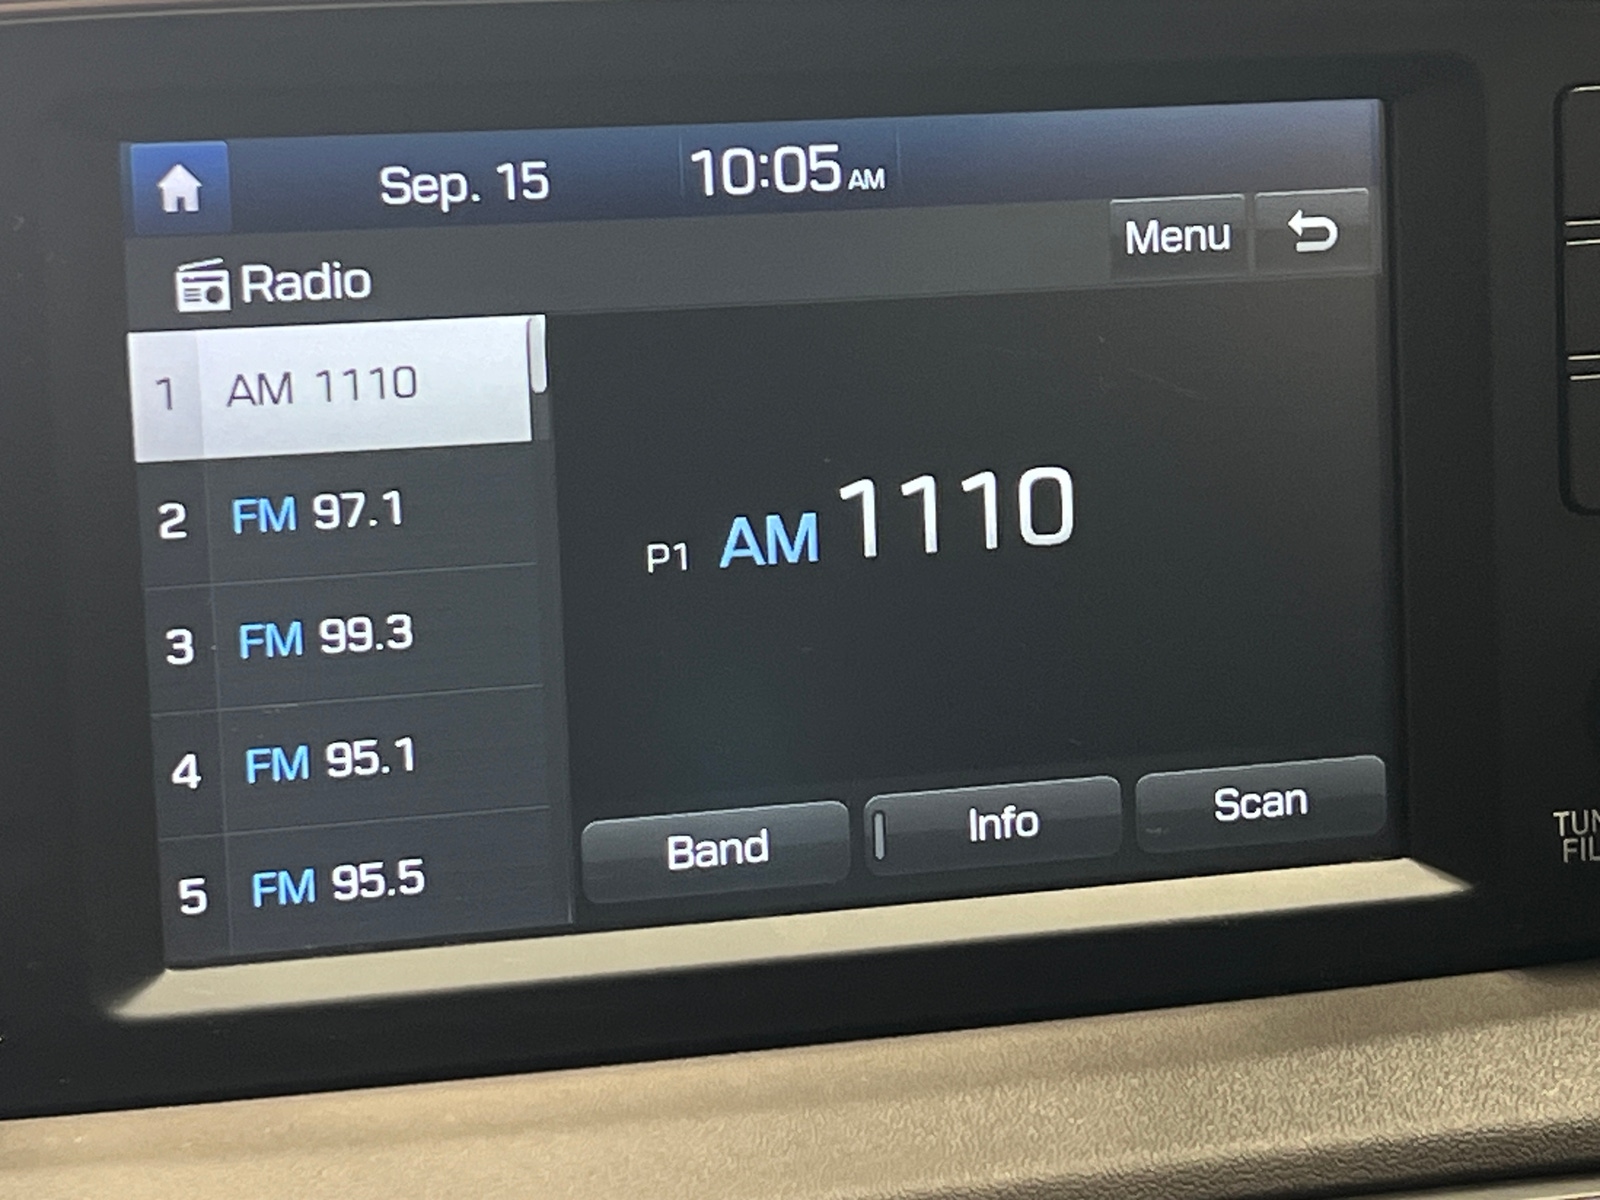 Sep. 15 10:05 AM
Menu
Radio
1 AM 1110
2 FM 97.1
3 FM 99.3
4 FM 95.1
5 FM 95.5
P1 AM 1110
Band Info Scan